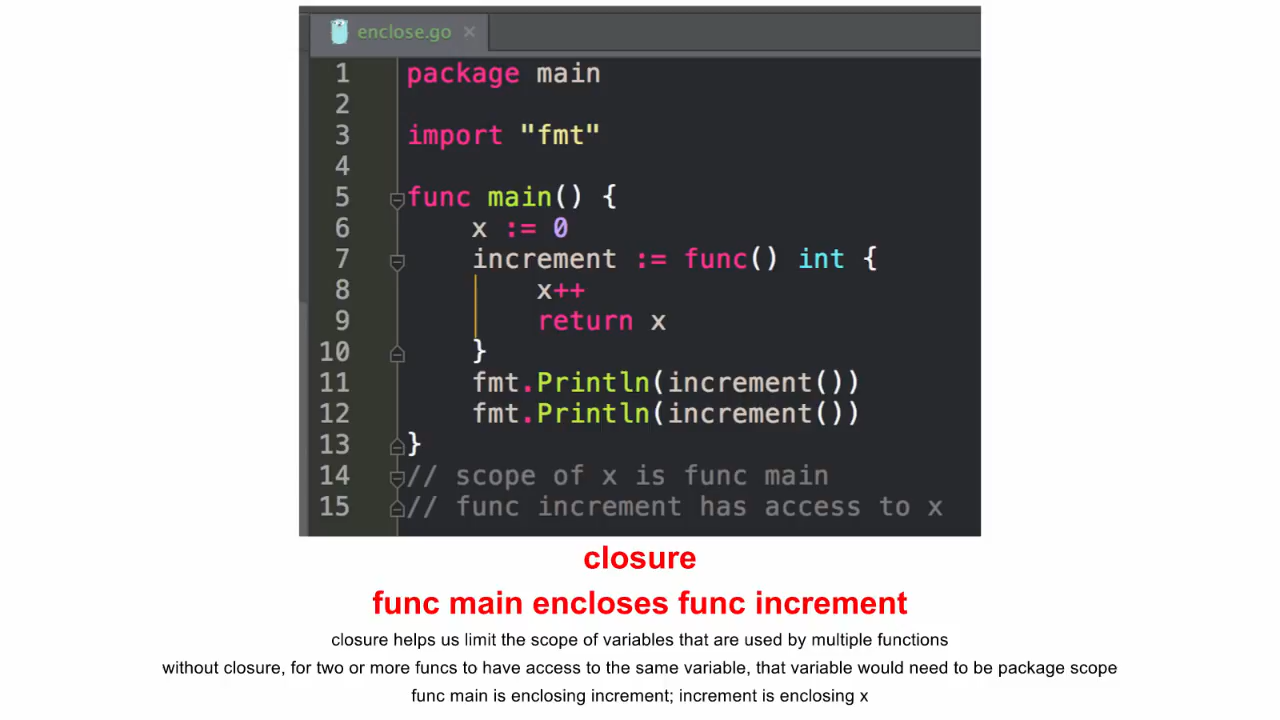 enclose.go ×
1 package main
2
3 import "fmt"
4
5 func main() {
6 x := 0
7 increment := func() int {
8 x++
9 return x
10 }
11 fmt.Println(increment())
12 fmt.Println(increment())
13 }
14 // scope of x is func main
15 // func increment has access to x
closure
func main encloses func increment
closure helps us limit the scope of variables that are used by multiple functions
without closure, for two or more funcs to have access to the same variable, that variable would need to be package scope
func main is enclosing increment; increment is enclosing x